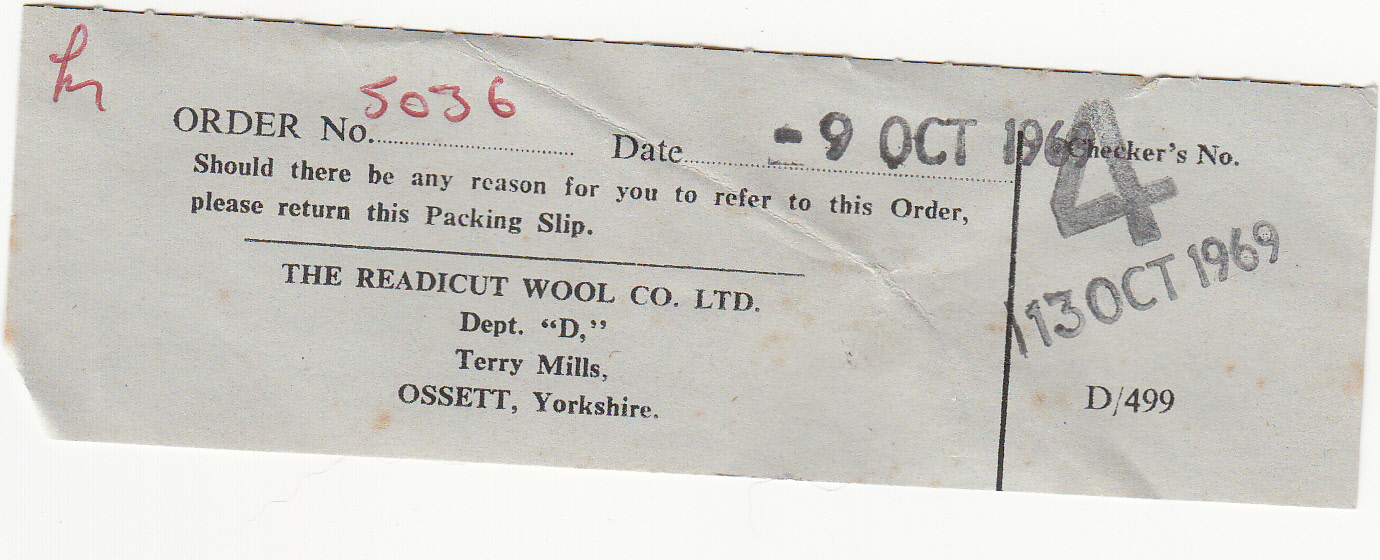 ORDER No. 5036 Date - 9 OCT 1969
Should there be any reason for you to refer to this Order,
please return this Packing Slip.
THE READICUT WOOL CO. LTD.
Dept. “D,”
Terry Mills,
OSSETT, Yorkshire.
Checker's No.
4
13 OCT 1969
D/499